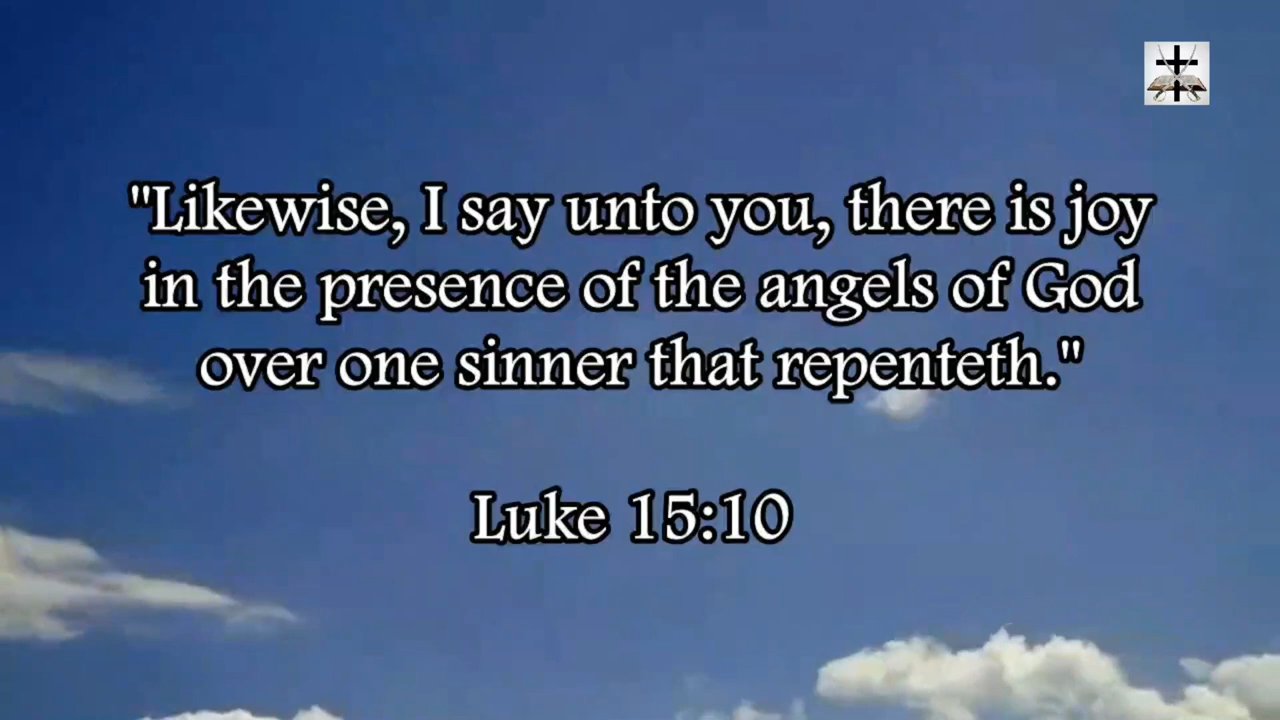 "Likewise, I say unto you, there is joy
in the presence of the angels of God
over one sinner that repenteth."
Luke 15:10